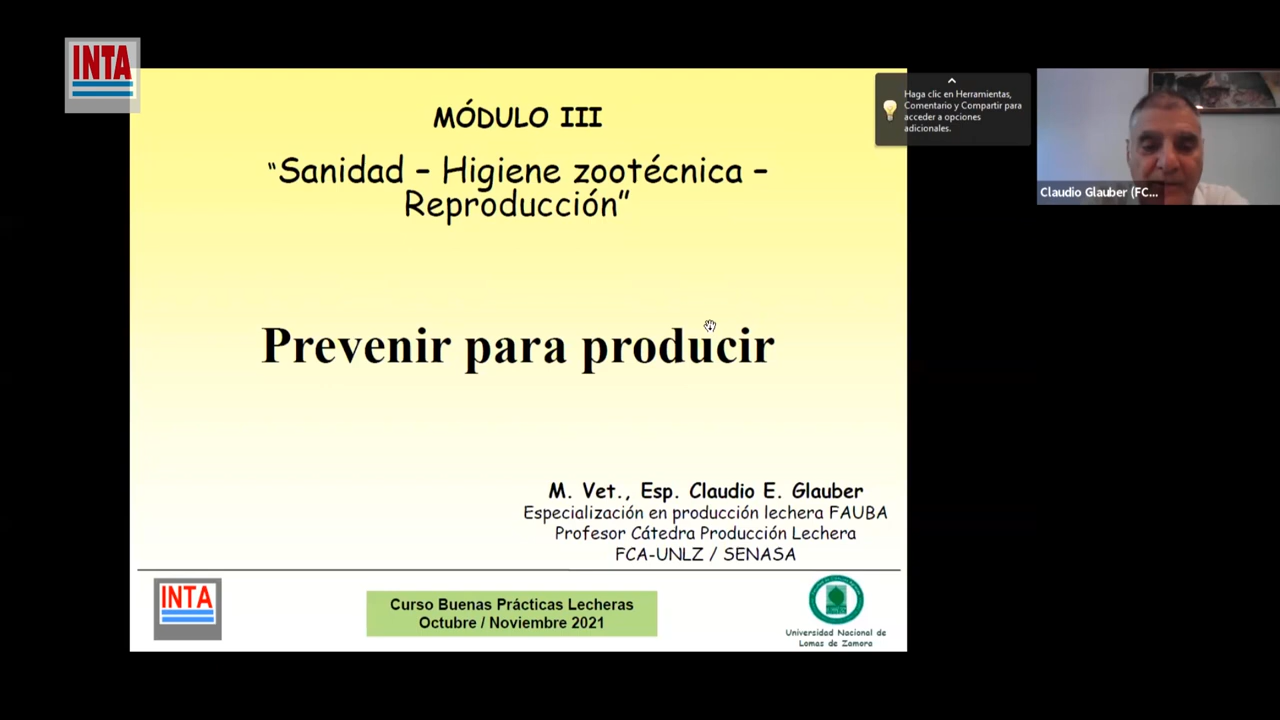 INTA
MÓDULO III
"Sanidad – Higiene zootécnica –
Reproducción"
Prevenir para producir
M. Vet., Esp. Claudio E. Glauber
Especialización en producción lechera FAUBA
Profesor Cátedra Producción Lechera
FCA-UNLZ / SENASA
INTA
Curso Buenas Prácticas Lecheras
Octubre / Noviembre 2021
Universidad Nacional de
Lomas de Zamora
Haga clic en Herramientas,
Comentario y Compartir para
acceder a opciones
adicionales.
Claudio Glauber (FC...